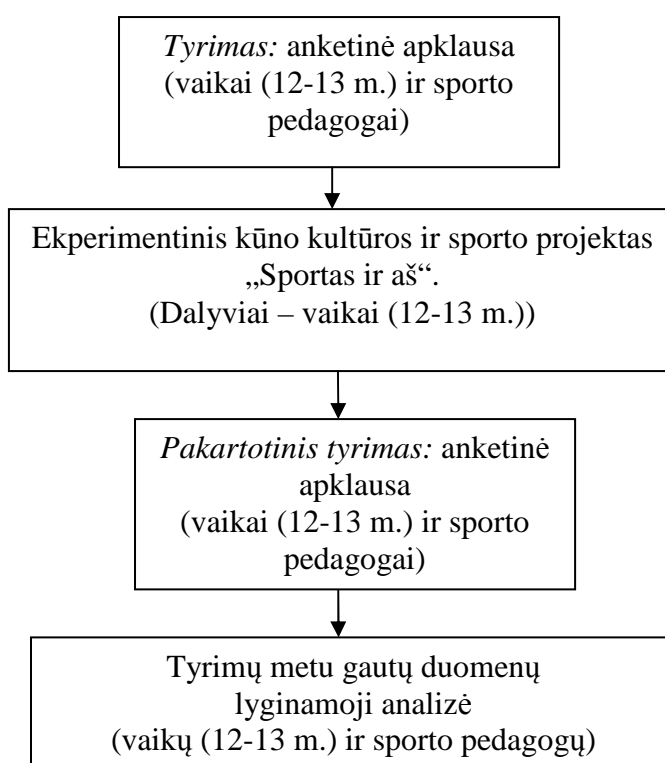 Tyrimas: anketinė apklausa
(vaikai (12-13 m.) ir sporto
pedagogai)
Ekperimentinis kūno kultūros ir sporto projektas
„Sportas ir aš“.
(Dalyviai – vaikai (12-13 m.))
Pakartotinis tyrimas: anketinė
apklausa
(vaikai (12-13 m.) ir sporto
pedagogai)
Tyrimų metu gautų duomenų
lyginamoji analizė
(vaikų (12-13 m.) ir sporto pedagogų)